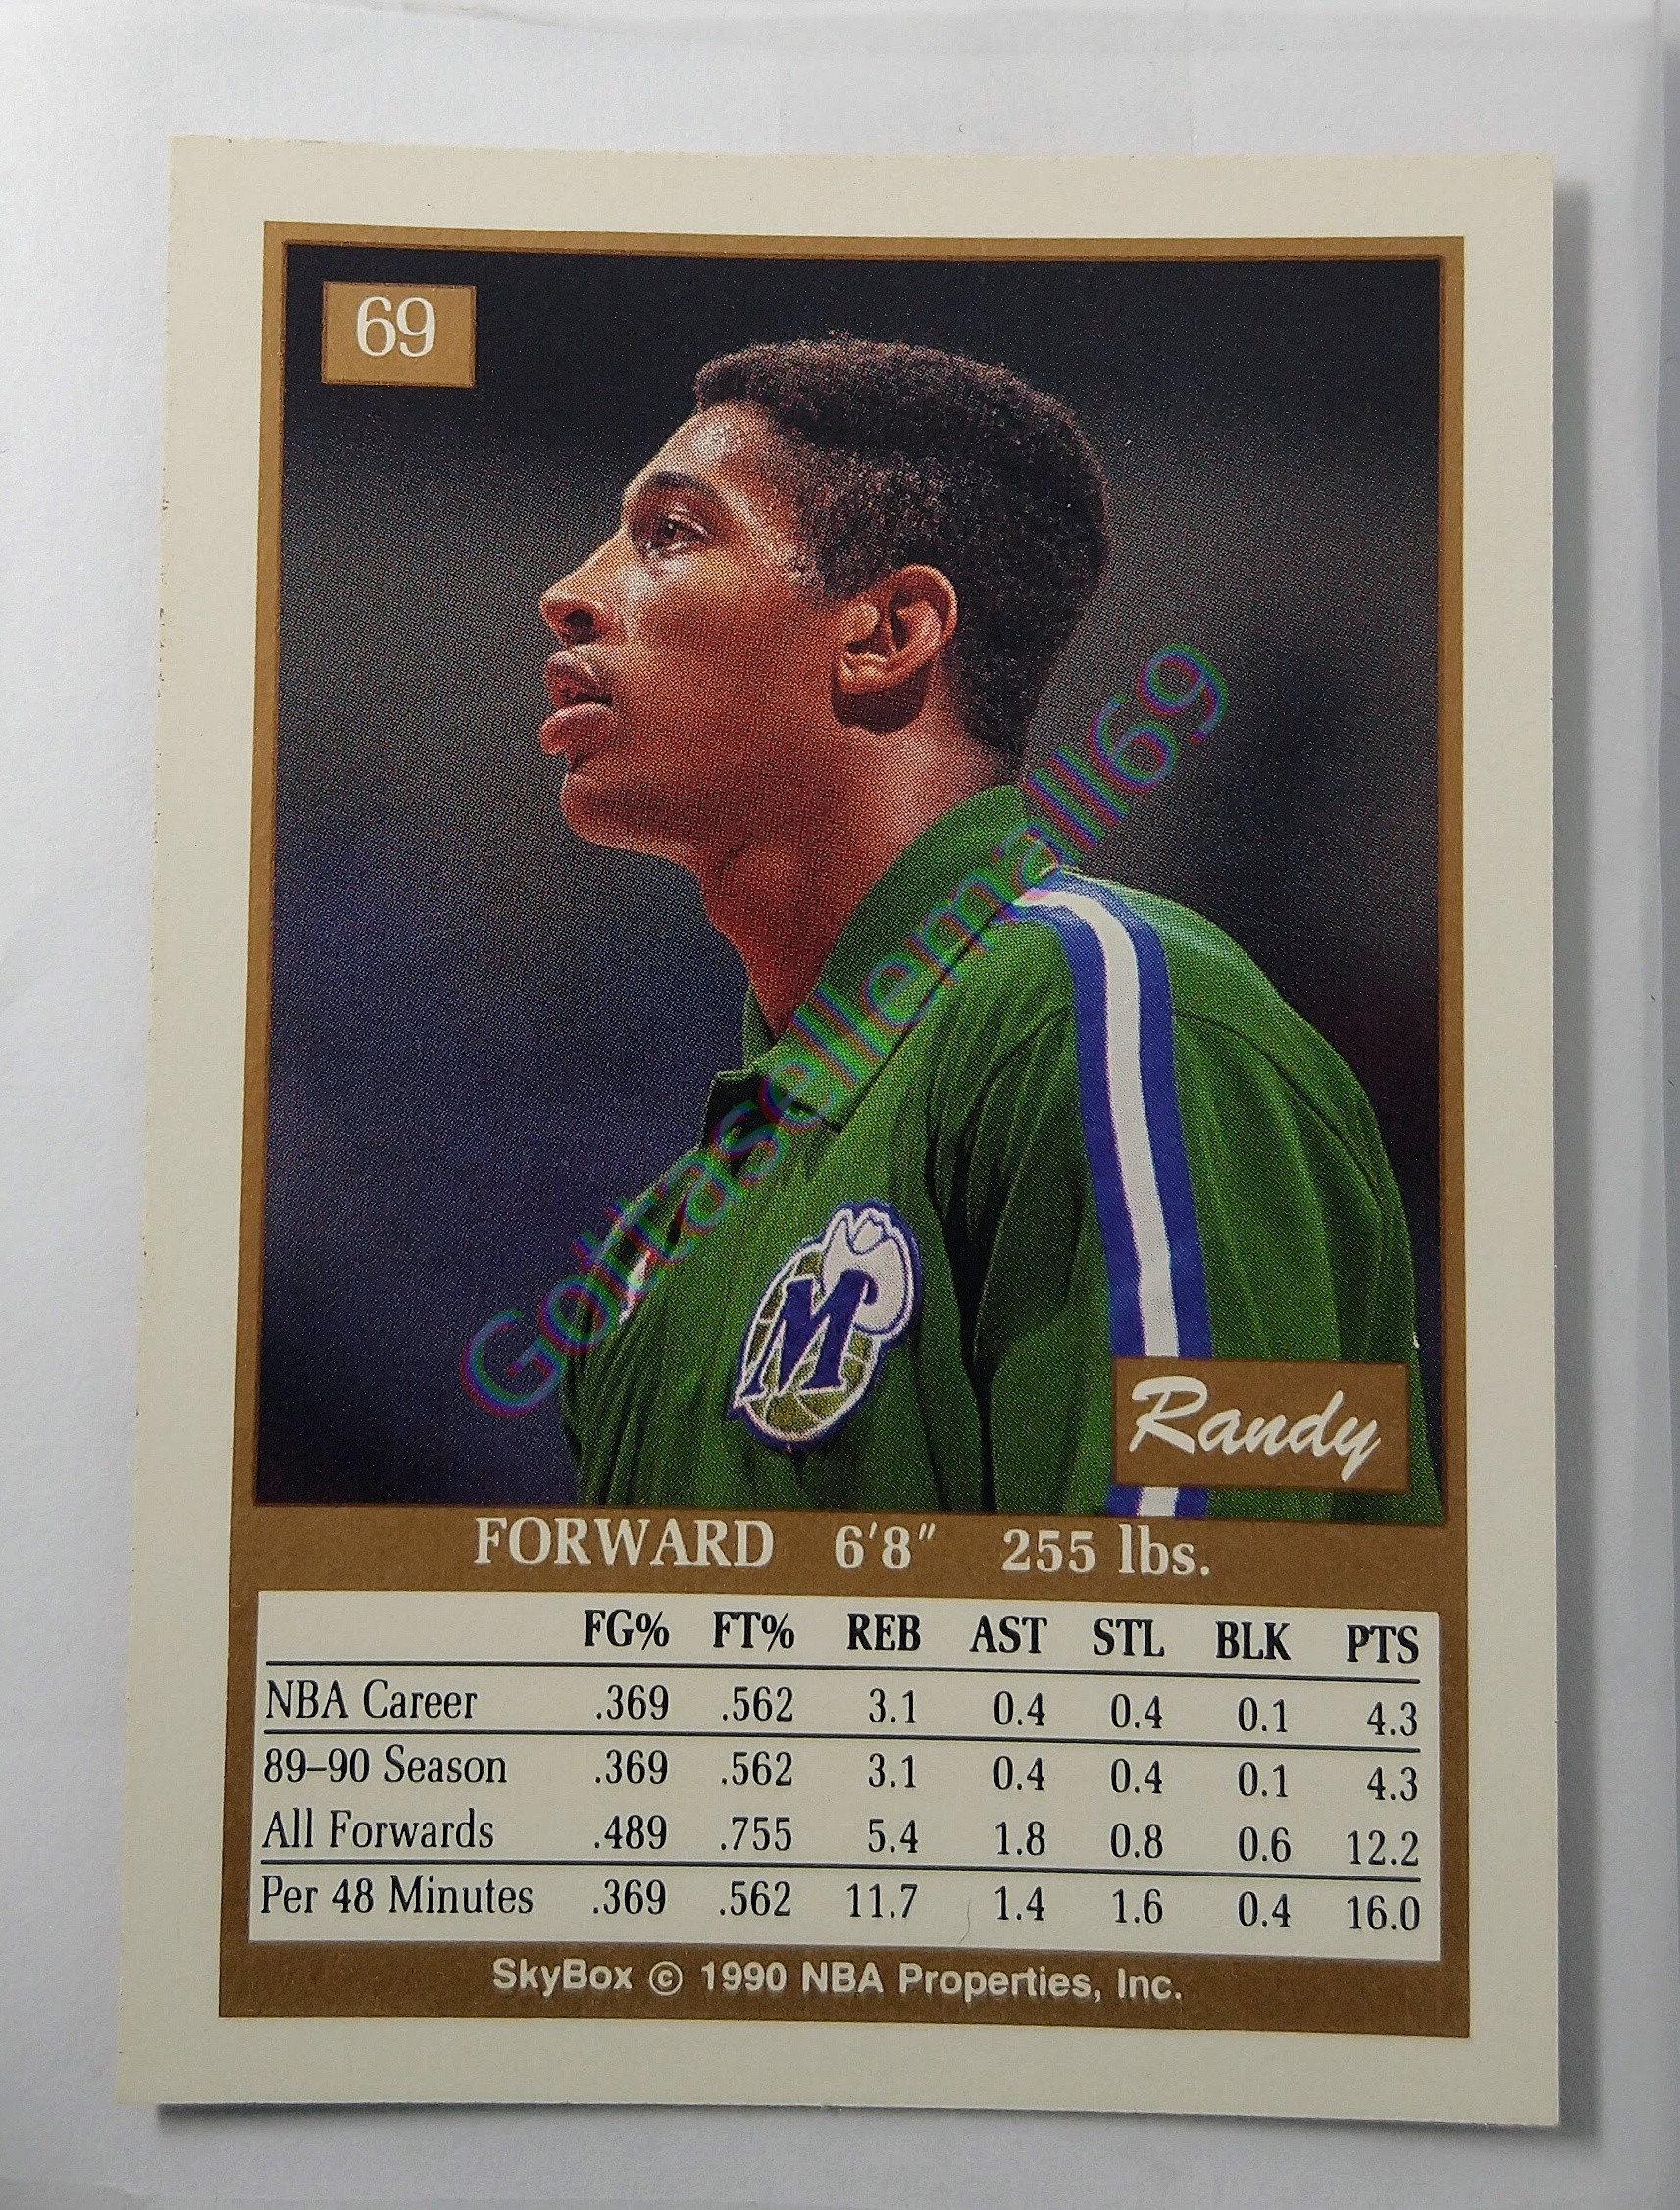 69
Gottasellemall69
M
Randy
FORWARD 6'8" 255 lbs.
FG% FT% REB AST STL BLK PTS
NBA Career .369 .562 3.1 0.4 0.4 0.1 4.3
89–90 Season .369 .562 3.1 0.4 0.4 0.1 4.3
All Forwards .489 .755 5.4 1.8 0.8 0.6 12.2
Per 48 Minutes .369 .562 11.7 1.4 1.6 0.4 16.0
SkyBox © 1990 NBA Properties, Inc.